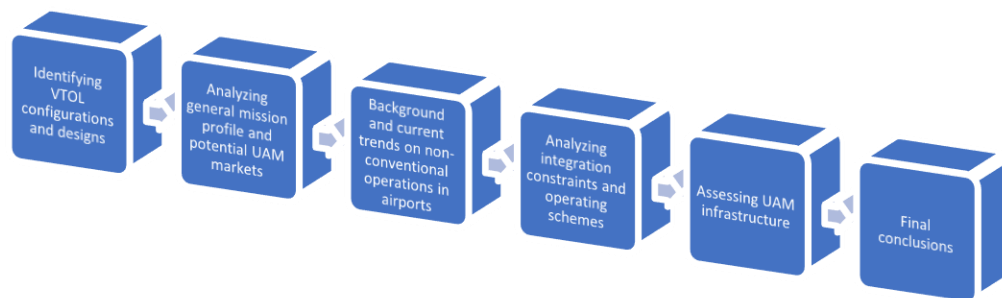 Identifying
VTOL
configurations
and designs
Analyzing
general mission
profile and
potential UAM
markets
Background
and current
trends on non-
conventional
operations in
airports
Analyzing
integration
constraints and
operating
schemes
Assessing UAM
infrastructure
Final
conclusions